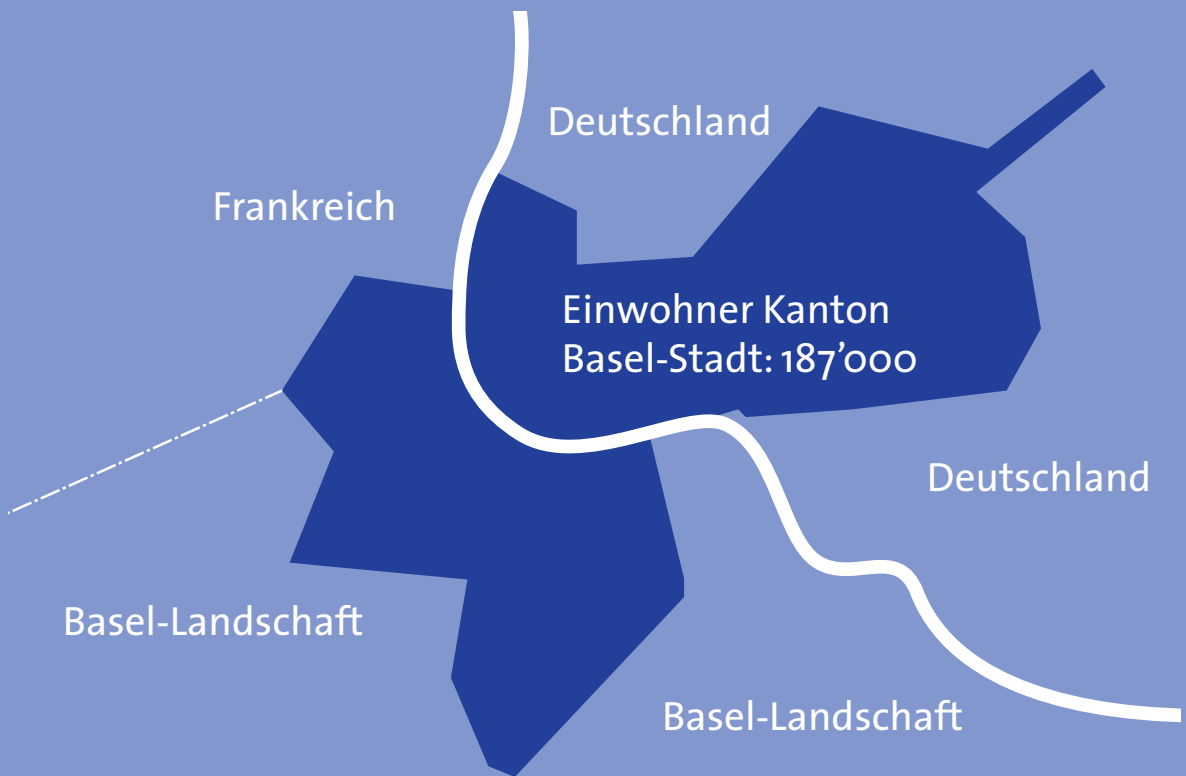 Deutschland
Frankreich
Einwohner Kanton
Basel-Stadt: 187’000
Deutschland
Basel-Landschaft
Basel-Landschaft